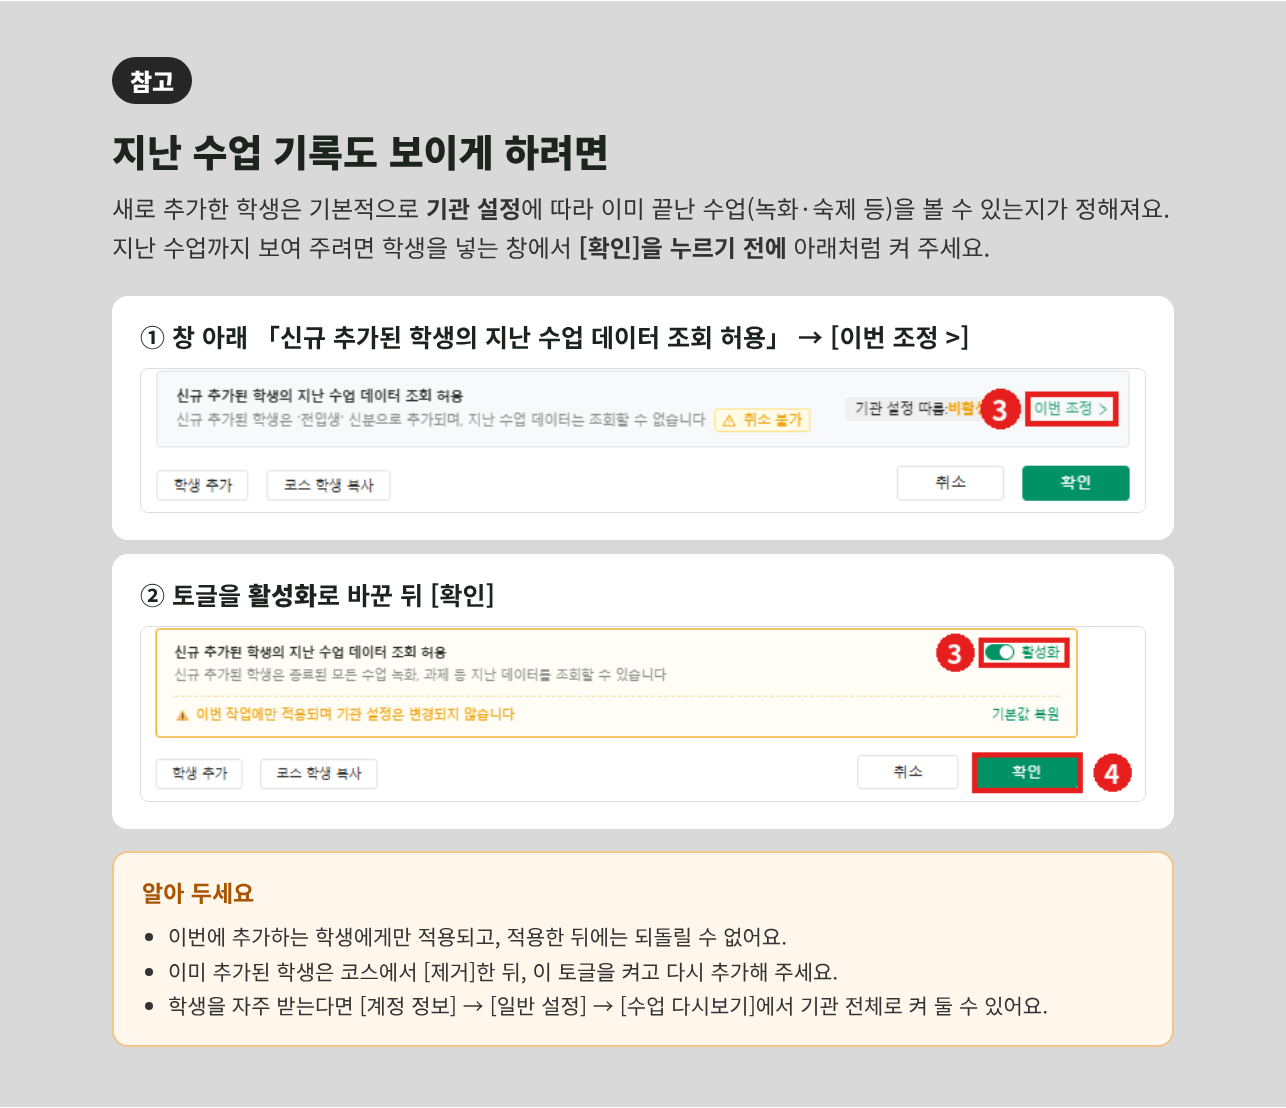 참고
지난 수업 기록도 보이게 하려면
새로 추가한 학생은 기본적으로 기관 설정에 따라 이미 끝난 수업(녹화·숙제 등)을 볼 수 있는지가 정해져요.
지난 수업까지 보여 주려면 학생을 넣는 창에서 [확인]을 누르기 전에 아래처럼 켜 주세요.
① 창 아래 「신규 추가된 학생의 지난 수업 데이터 조회 허용」 → [이번 조정 >]
신규 추가된 학생의 지난 수업 데이터 조회 허용
신규 추가된 학생은 '전입생' 신분으로 추가되며, 지난 수업 데이터는 조회할 수 없습니다 ⚠ 취소 불가
기관 설정 따름: 3 이번 조정 >
학생 추가 코스 학생 복사 취소 확인
② 토글을 활성화로 바꾼 뒤 [확인]
신규 추가된 학생의 지난 수업 데이터 조회 허용
3 활성화
신규 추가된 학생은 종료된 모든 수업 녹화, 과제 등 지난 데이터를 조회할 수 있습니다
⚠ 이번 작업에만 적용되며 기관 설정은 변경되지 않습니다 기본값 복원
학생 추가 코스 학생 복사 취소 확인 4
알아 두세요
• 이번에 추가하는 학생에게만 적용되고, 적용한 뒤에는 되돌릴 수 없어요.
• 이미 추가된 학생은 코스에서 [제거]한 뒤, 이 토글을 켜고 다시 추가해 주세요.
• 학생을 자주 받는다면 [계정 정보] → [일반 설정] → [수업 다시보기]에서 기관 전체로 켜 둘 수 있어요.